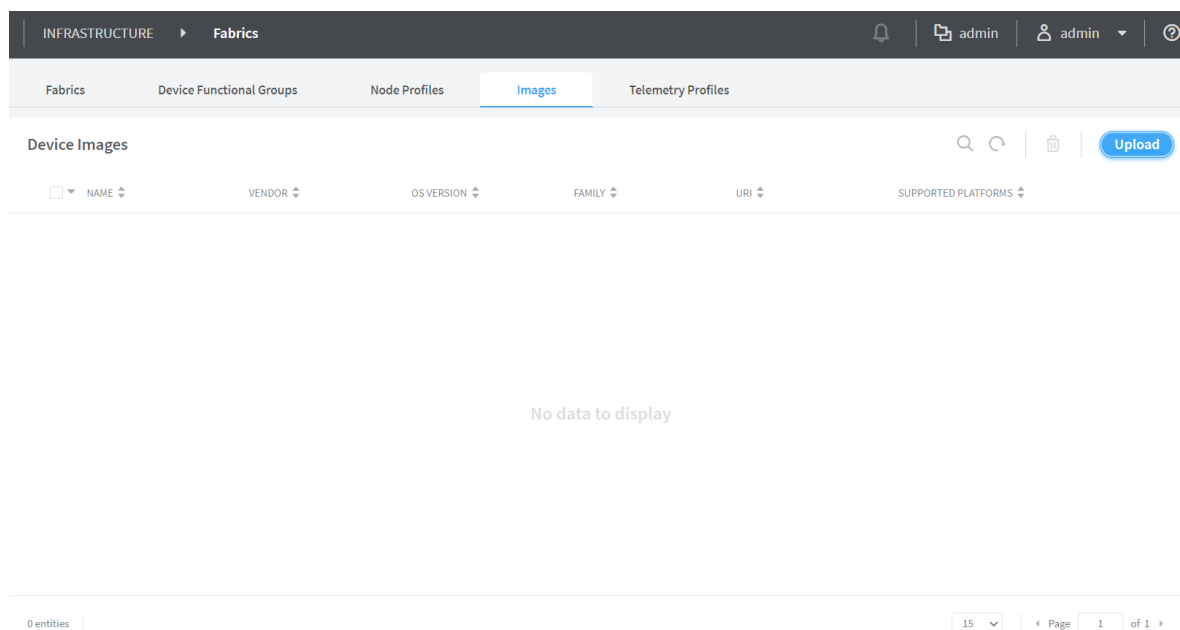 INFRASTRUCTURE Fabrics admin admin
Fabrics Device Functional Groups Node Profiles Images Telemetry Profiles
Device Images Upload
NAME VENDOR OS VERSION FAMILY URI SUPPORTED PLATFORMS
No data to display
0 entities 15 Page 1 of 1